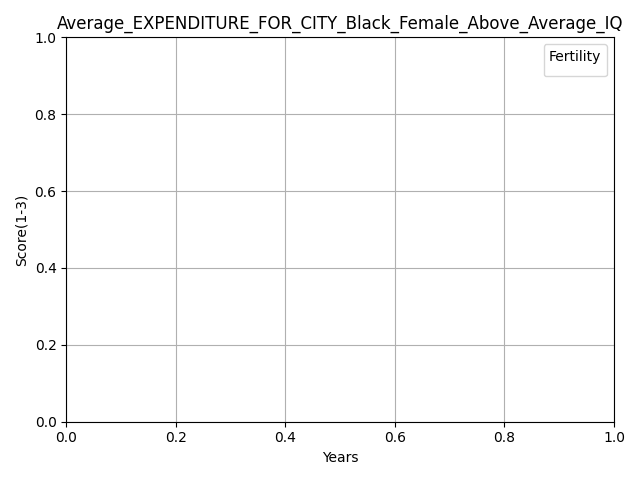 Average_EXPENDITURE_FOR_CITY_Black_Female_Above_Average_IQ
Fertility
1.0
0.8
0.6
0.4
0.2
0.0
Score(1-3)
0.0 0.2 0.4 0.6 0.8 1.0
Years